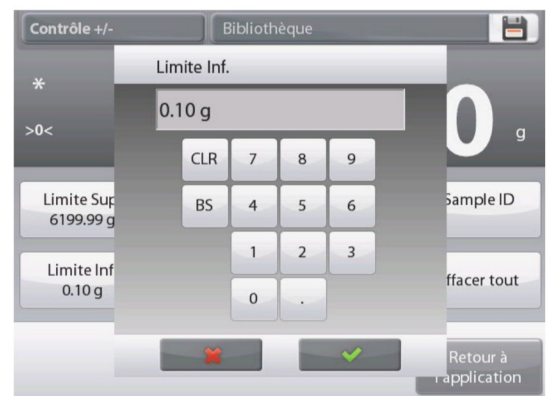 Contrôle +/-
Bibliothèque
Limite Inf.
*
0.10 g
>0<
0 g
CLR 7 8 9
Limite Sup
6199.99 g
BS 4 5 6
Sample ID
1 2 3
Limite Inf
0.10 g
ffacer tout
0 .
Retour à
l'application